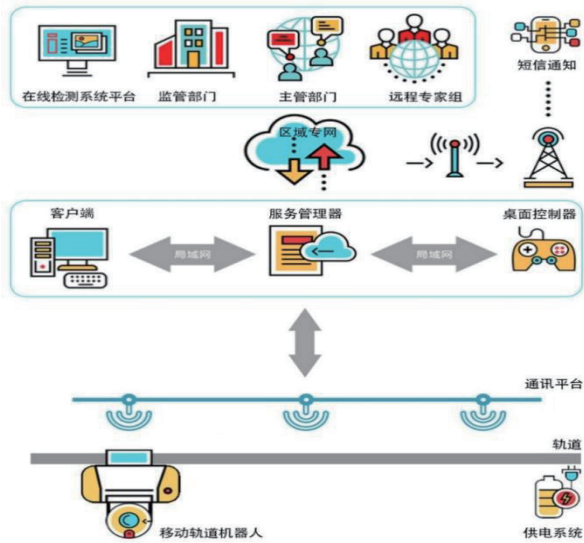 在线检测系统平台
监管部门
主管部门
远程专家组
短信通知
区域专网
客户端
服务管理器
桌面控制器
局域网
局域网
通讯平台
轨道
移动轨道机器人
供电系统